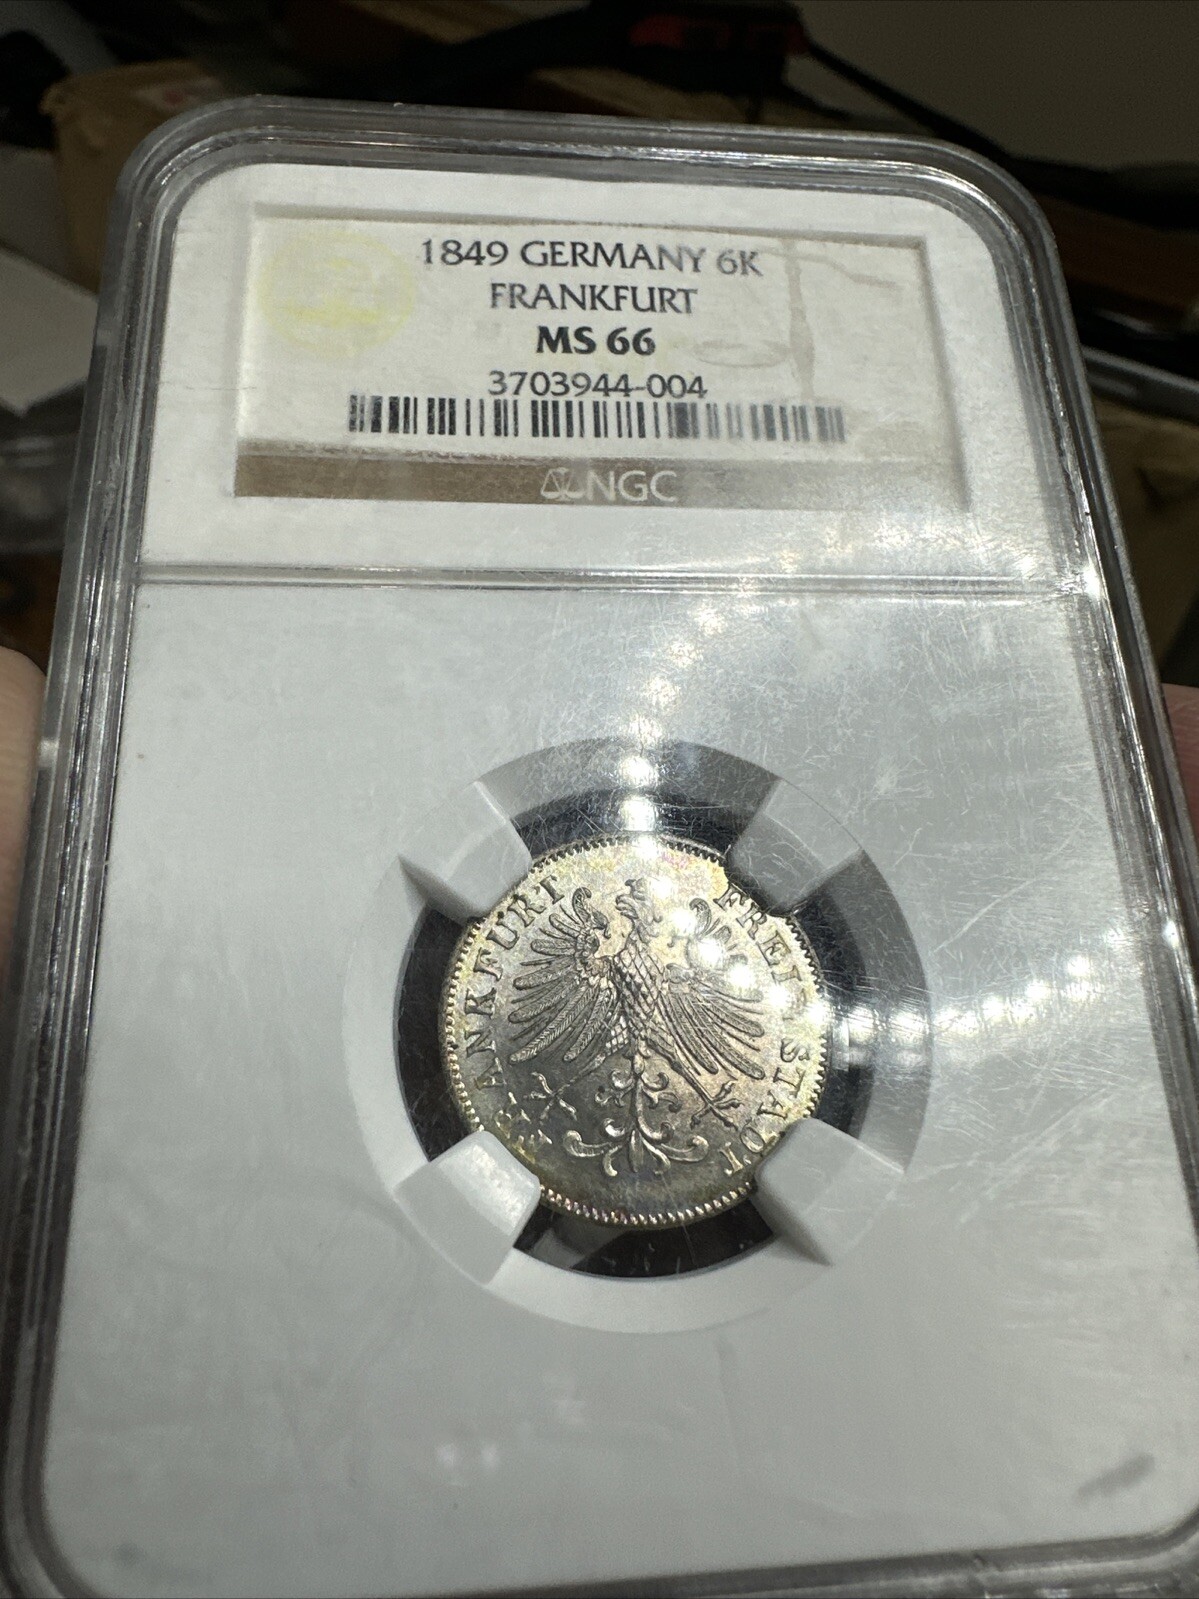 1849 GERMANY 6K
FRANKFURT
MS 66
3703944-004
NGC
FREIE STADT
FRANKFURT